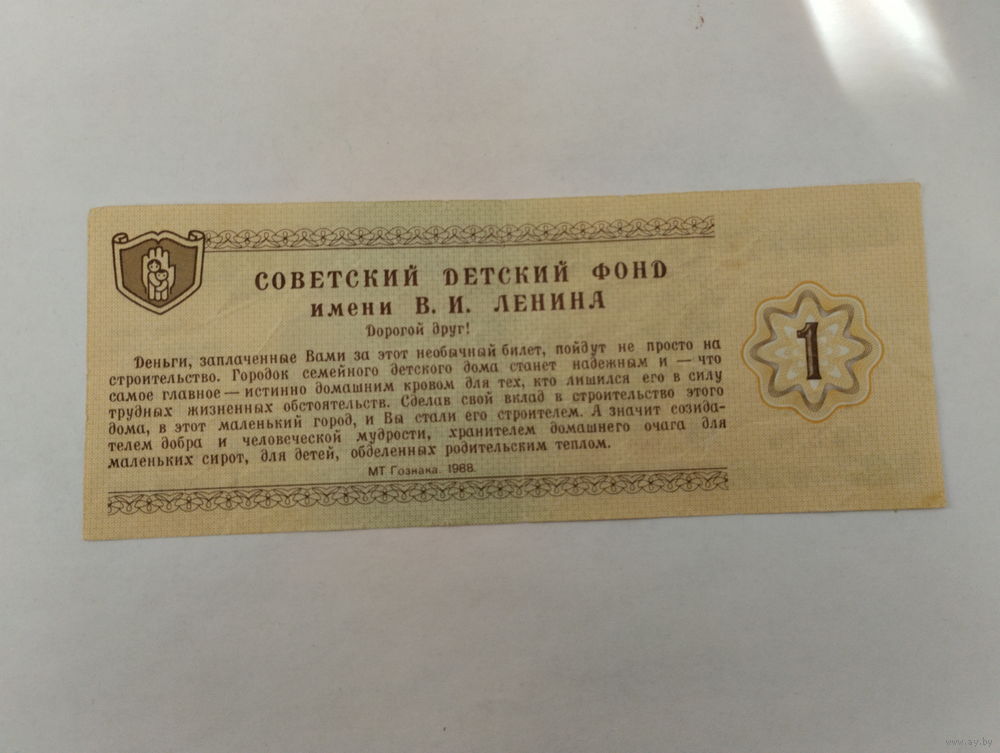 СОВЕТСКИЙ ДЕТСКИЙ ФОНД
имени В. И. ЛЕНИНА
Дорогой друг!
Деньги, заплаченные Вами за этот необычный билет, пойдут не просто на
строительство. Городок семейного детского дома станет надежным и — что
самое главное — истинно домашним кровом для тех, кто лишился его в силу
трудных жизненных обстоятельств. Сделав свой вклад в строительство этого
дома, в этот маленький город, и Вы стали его строителем. А значит созида-
телем добра и человеческой мудрости, хранителем домашнего очага для
маленьких сирот, для детей, обделенных родительским теплом.
МТ Гознака. 1988.
1
www.ay.by